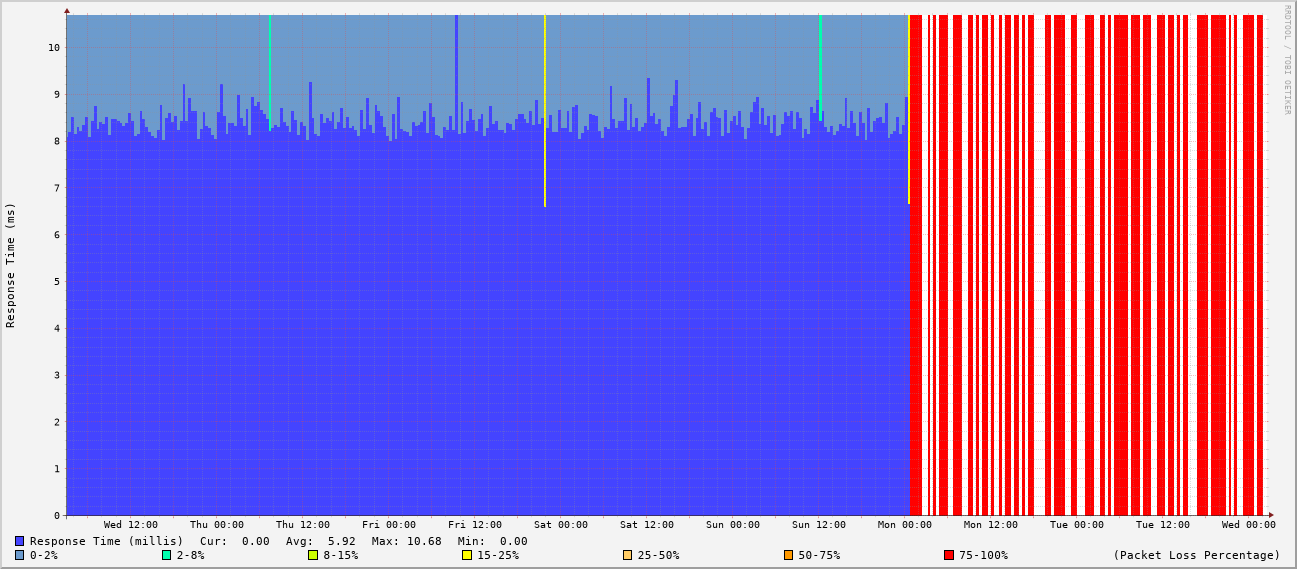 RRDTOOL / TOBI OETIKER
Response Time (ms)
10
9
8
7
6
5
4
3
2
1
0
Wed 12:00 Thu 00:00 Thu 12:00 Fri 00:00 Fri 12:00 Sat 00:00 Sat 12:00 Sun 00:00 Sun 12:00 Mon 00:00 Mon 12:00 Tue 00:00 Tue 12:00 Wed 00:00
Response Time (millis) Cur: 0.00 Avg: 5.92 Max: 10.68 Min: 0.00
0-2% 2-8% 8-15% 15-25% 25-50% 50-75% 75-100% (Packet Loss Percentage)